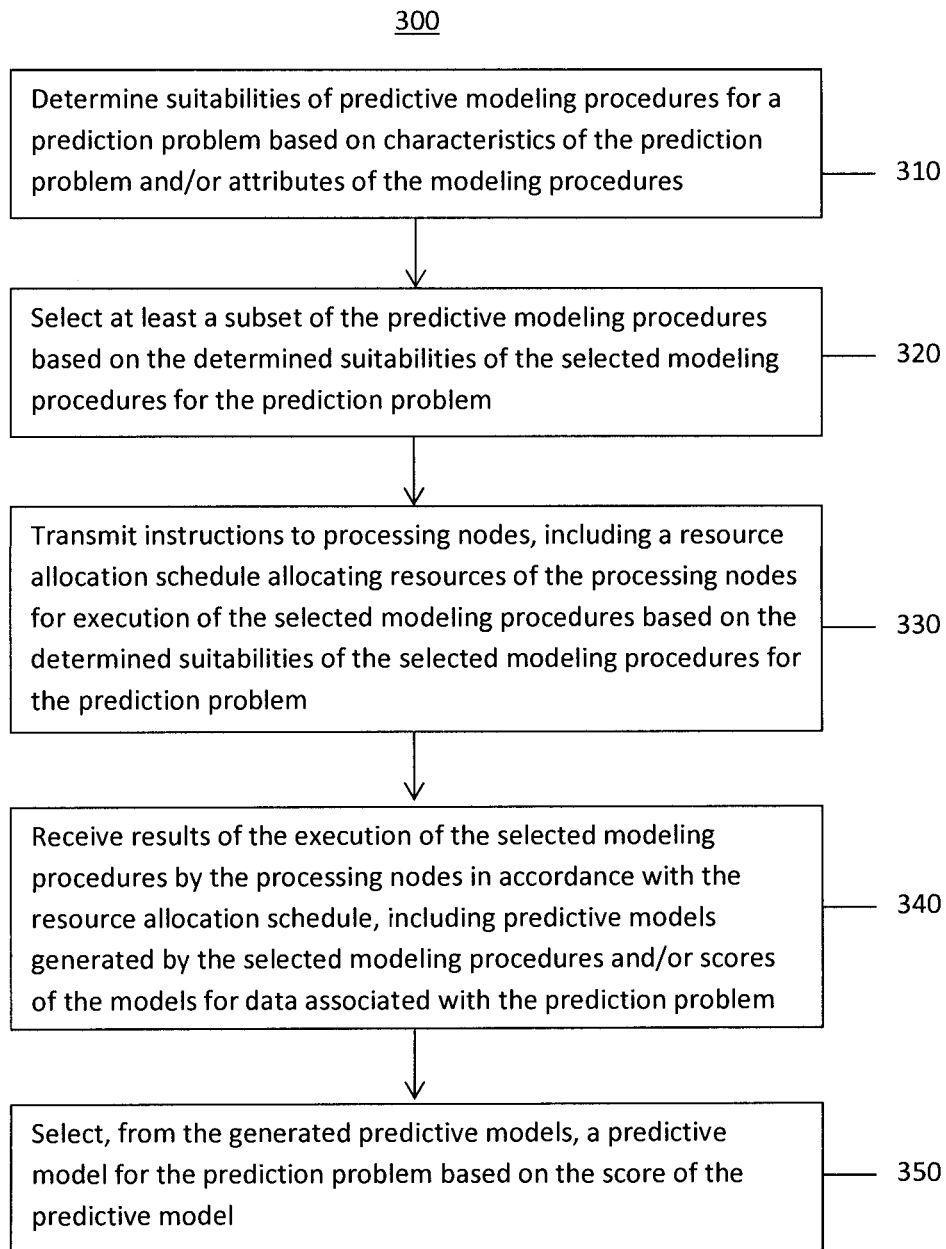 300
Determine suitabilities of predictive modeling procedures for a
prediction problem based on characteristics of the prediction
problem and/or attributes of the modeling procedures
310
Select at least a subset of the predictive modeling procedures
based on the determined suitabilities of the selected modeling
procedures for the prediction problem
320
Transmit instructions to processing nodes, including a resource
allocation schedule allocating resources of the processing nodes
for execution of the selected modeling procedures based on the
determined suitabilities of the selected modeling procedures for
the prediction problem
330
Receive results of the execution of the selected modeling
procedures by the processing nodes in accordance with the
resource allocation schedule, including predictive models
generated by the selected modeling procedures and/or scores
of the models for data associated with the prediction problem
340
Select, from the generated predictive models, a predictive
model for the prediction problem based on the score of the
predictive model
350